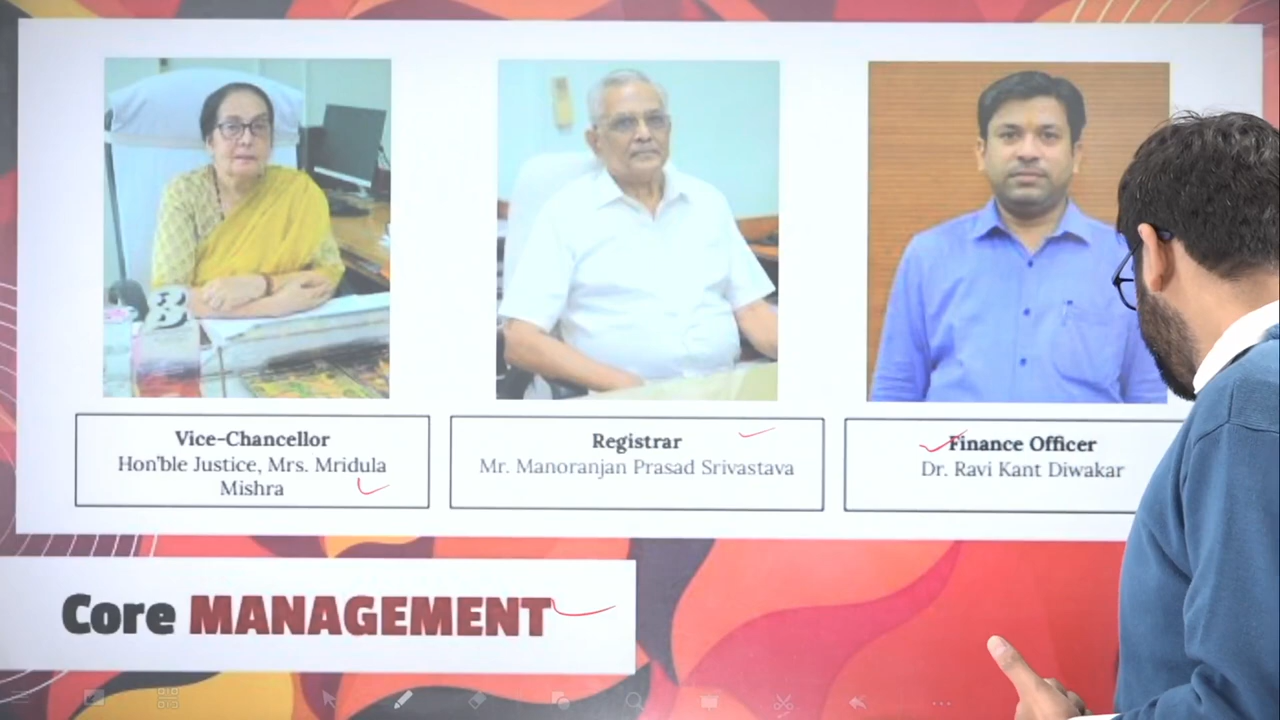 Vice-Chancellor
Hon'ble Justice, Mrs. Mridula
Mishra
Registrar
Mr. Manoranjan Prasad Srivastava
Finance Officer
Dr. Ravi Kant Diwakar
Core MANAGEMENT